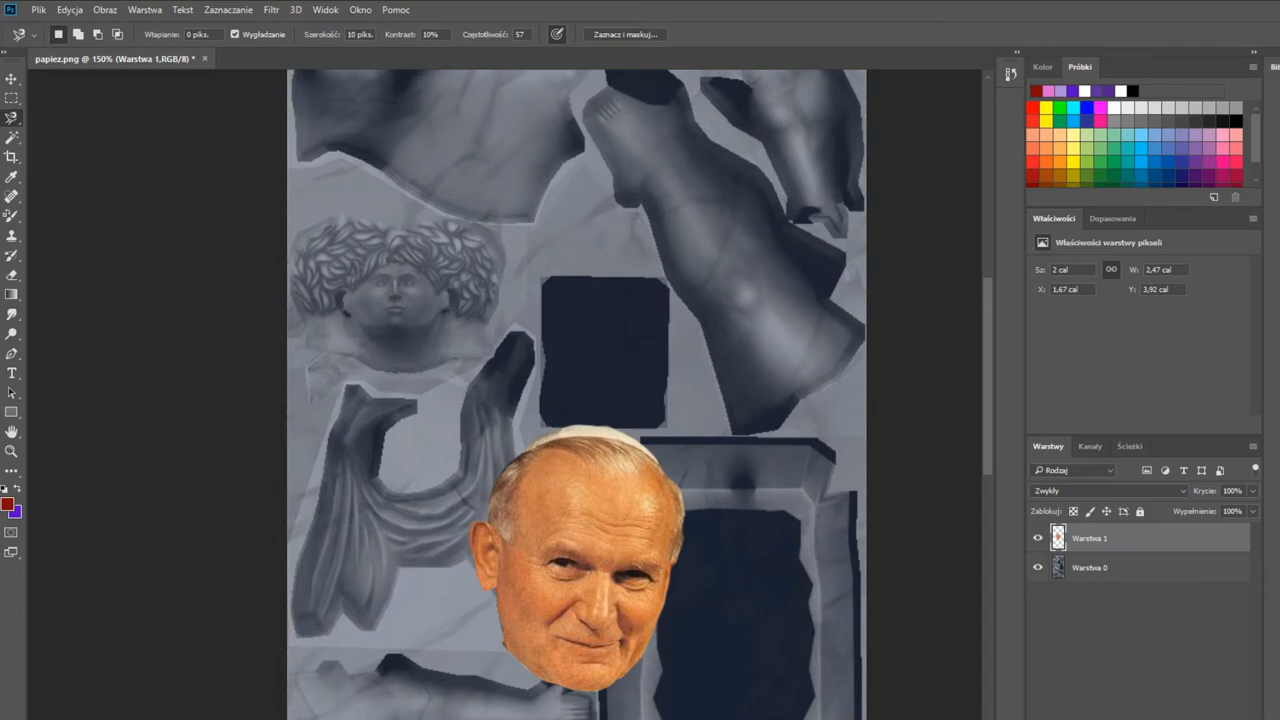 Ps Plik Edycja Obraz Warstwa Tekst Zaznaczanie Filtr 3D Widok Okno Pomoc
Wtapianie: 0 piks. Wygładzanie Szerokość: 10 piks. Kontrast: 10% Częstotliwość: 57 Zaznacz i maskuj...
papiez.png @ 150% (Warstwa 1,RGB/8) * ×
Kolor Próbki
Właściwości Dopasowania
Właściwości warstwy pikseli
Sz: 2 cal W: 2,47 cal
X: 1,67 cal Y: 3,92 cal
Warstwy Kanały Ścieżki
Rodzaj
Zwykły Krycie: 100%
Zablokuj: Wypełnienie: 100%
Warstwa 1
Warstwa 0